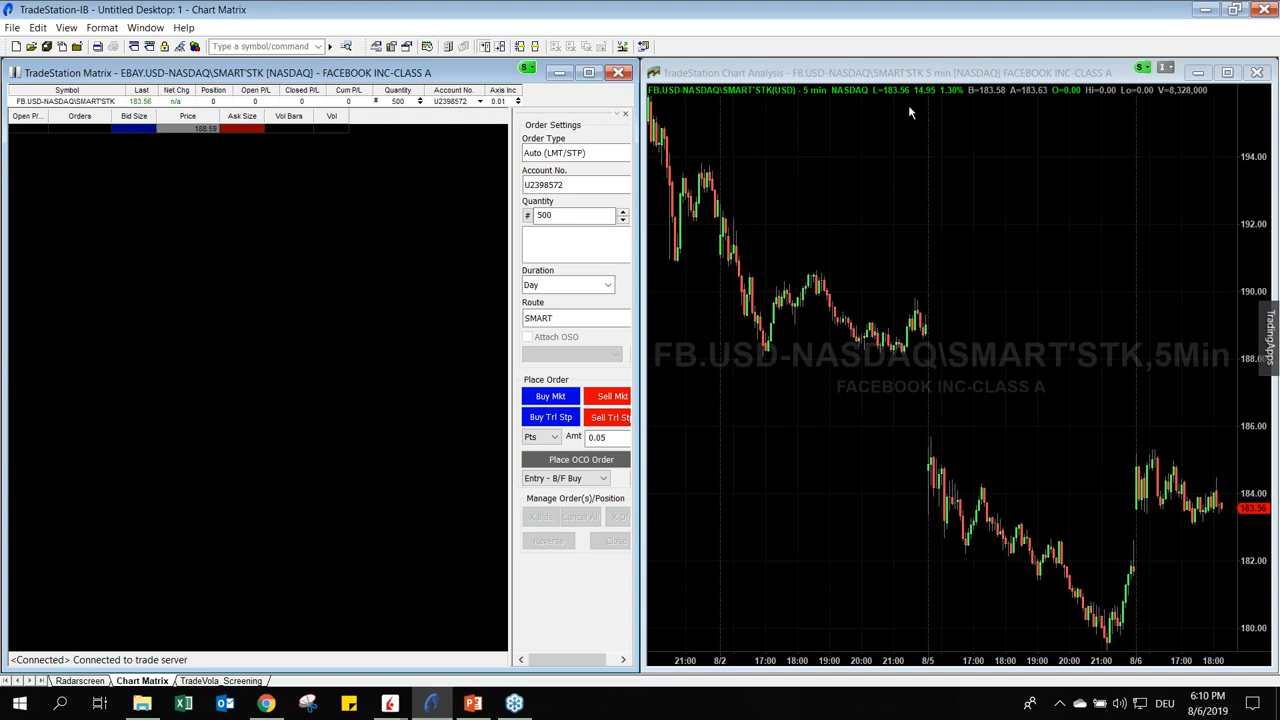 TradeStation-IB - Untitled Desktop: 1 - Chart Matrix
File Edit View Format Window Help
Type a symbol/command
TradeStation Matrix - EBAY.USD-NASDAQ\SMART'STK [NASDAQ] - FACEBOOK INC-CLASS A
S
Symbol Last Net Chg Position Open P/L Closed P/L Cum P/L Quantity Account No. Axis Inc
FB.USD-NASDAQ\SMART'STK 183.56 n/a 0 0 0 0 # 500 U2398572 0.01
Open P/... Orders Bid Size Price Ask Size Vol Bars Vol
188.59
Order Settings
Order Type
Auto (LMT/STP)
Account No.
U2398572
Quantity
# 500
Duration
Day
Route
SMART
Attach OSO
Place Order
Buy Mkt Sell Mkt
Buy Trl Stp Sell Trl Stp
Pts Amt 0.05
Place OCO Order
Entry - B/F Buy
Manage Order(s)/Position
X Bids Cancel All X Of
Reverse Close
<Connected> Connected to trade server
TradeStation Chart Analysis - FB.USD-NASDAQ\SMART'STK 5 min [NASDAQ] FACEBOOK INC-CLASS A
S I
FB.USD-NASDAQ\SMART'STK(USD) - 5 min NASDAQ L=183.56 14.95 1.30% B=183.58 A=183.63 O=0.00 Hi=0.00 Lo=0.00 V=8,328,000
194.00
192.00
190.00
188.00
186.00
184.00
183.56
182.00
180.00
FB.USD-NASDAQ\SMART'STK,5Min
FACEBOOK INC-CLASS A
TradingApps
21:00 8/2 17:00 18:00 19:00 20:00 21:00 8/5 17:00 18:00 19:00 20:00 21:00 8/6 17:00 18:00
Radarscreen Chart Matrix TradeVola_Screening
DEU
6:10 PM
8/6/2019